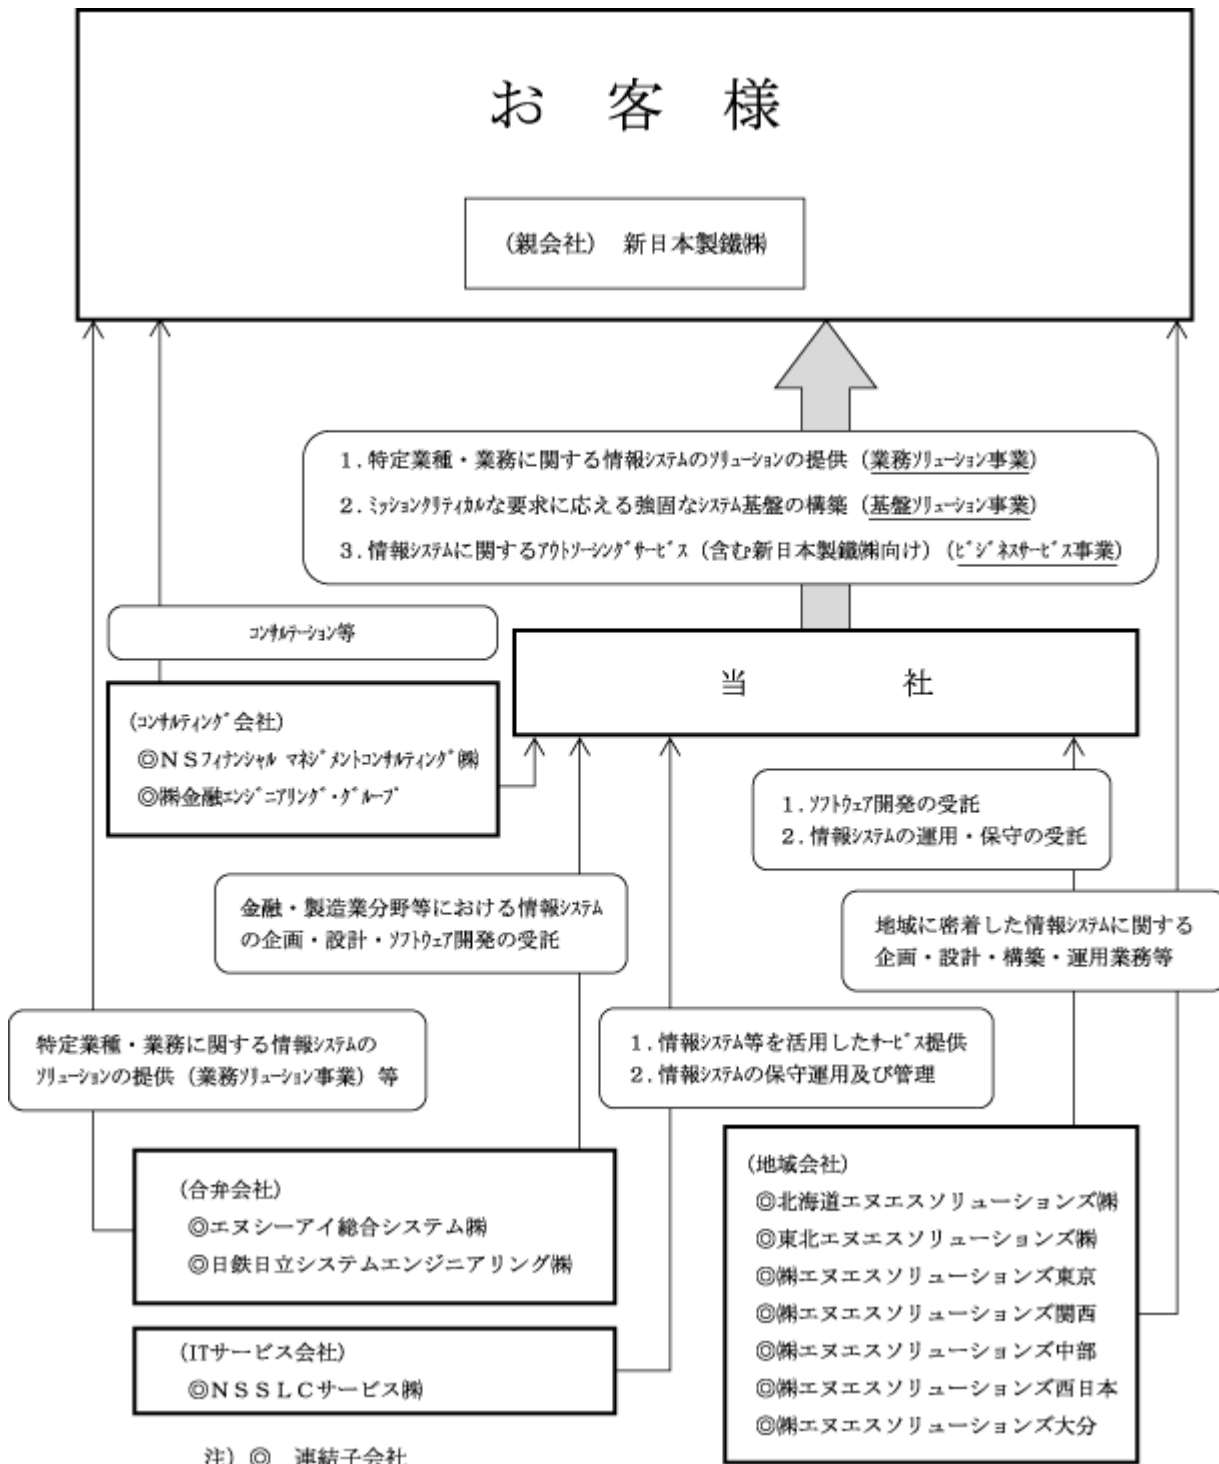 お客様
(親会社) 新日本製鐵㈱
1.特定業種・業務に関する情報ｼｽﾃﾑのｿﾘｭｰｼｮﾝの提供(業務ｿﾘｭｰｼｮﾝ事業)
2.ﾐｯｼｮﾝｸﾘﾃｨｶﾙな要求に応える強固なｼｽﾃﾑ基盤の構築(基盤ｿﾘｭｰｼｮﾝ事業)
3.情報ｼｽﾃﾑに関するｱｳﾄｿｰｼﾝｸﾞｻｰﾋﾞｽ(含む新日本製鐵㈱向け)(ﾋﾞｼﾞﾈｽｻｰﾋﾞｽ事業)
ｺﾝｻﾙﾃｰｼｮﾝ等
当社
(ｺﾝｻﾙﾃｨﾝｸﾞ会社)
◎ＮＳﾌｨﾅﾝｼｬﾙ ﾏﾈｼﾞﾒﾝﾄｺﾝｻﾙﾃｨﾝｸﾞ㈱
◎㈱金融ｴﾝｼﾞﾆｱﾘﾝｸﾞ・ｸﾞﾙｰﾌﾟ
1.ｿﾌﾄｳｪｱ開発の受託
2.情報ｼｽﾃﾑの運用・保守の受託
金融・製造業分野等における情報ｼｽﾃﾑ
の企画・設計・ｿﾌﾄｳｪｱ開発の受託
地域に密着した情報ｼｽﾃﾑに関する
企画・設計・構築・運用業務等
特定業種・業務に関する情報ｼｽﾃﾑの
ｿﾘｭｰｼｮﾝの提供(業務ｿﾘｭｰｼｮﾝ事業)等
1.情報ｼｽﾃﾑ等を活用したｻｰﾋﾞｽ提供
2.情報ｼｽﾃﾑの保守運用及び管理
(合弁会社)
◎エヌシーアイ総合システム㈱
◎日鉄日立システムエンジニアリング㈱
(ITサービス会社)
◎ＮＳＳＬＣサービス㈱
(地域会社)
◎北海道エヌエスソリューションズ㈱
◎東北エヌエスソリューションズ㈱
◎㈱エヌエスソリューションズ東京
◎㈱エヌエスソリューションズ関西
◎㈱エヌエスソリューションズ中部
◎㈱エヌエスソリューションズ西日本
◎㈱エヌエスソリューションズ大分
注) ◎ 連結子会社